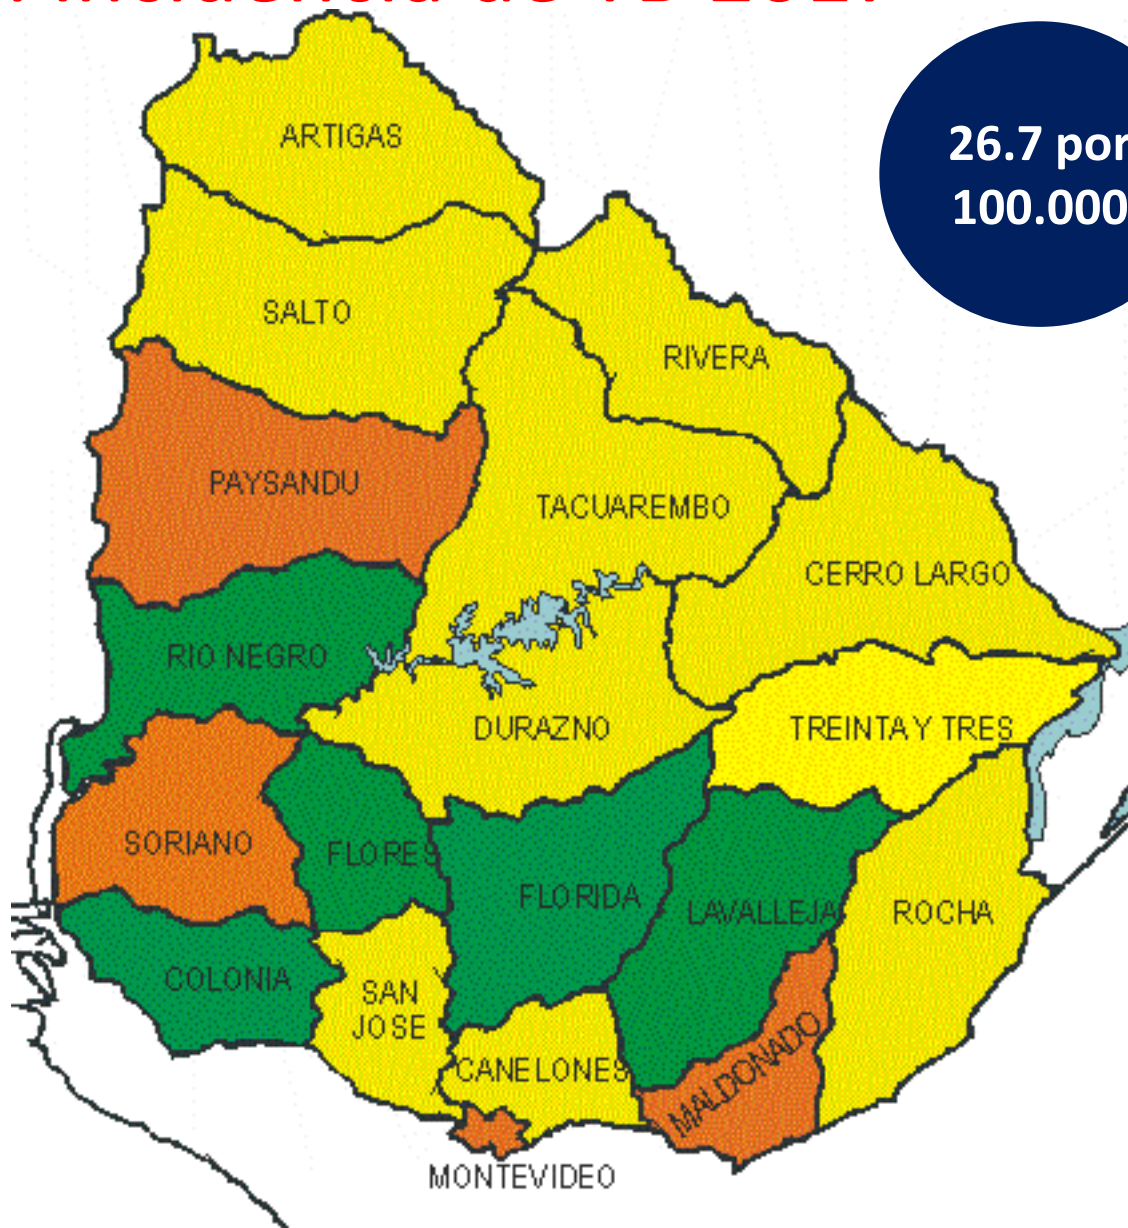 26.7 por
100.000
ARTIGAS
SALTO
RIVERA
PAYSANDU
TACUAREMBO
CERRO LARGO
RIO NEGRO
DURAZNO
TREINTA Y TRES
SORIANO
FLORES
FLORIDA
LAVALLEJA
ROCHA
COLONIA
SAN
JOSE
CANELONES
MALDONADO
MONTEVIDEO